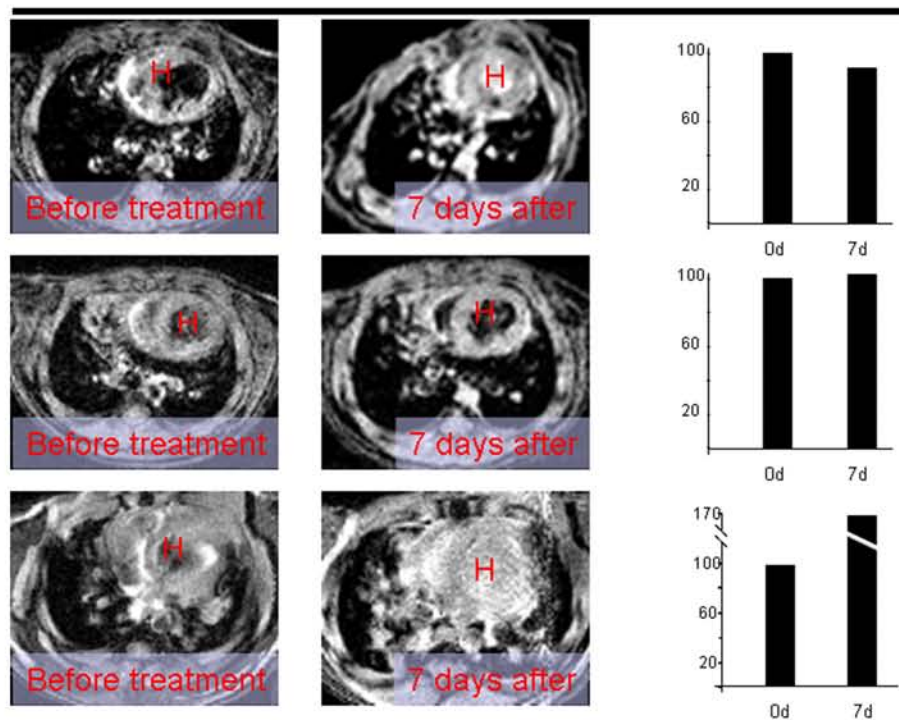 H
H
Before treatment
7 days after
100
60
20
0d 7d
H
H
Before treatment
7 days after
100
60
20
0d 7d
H
H
Before treatment
7 days after
170
100
60
20
0d 7d